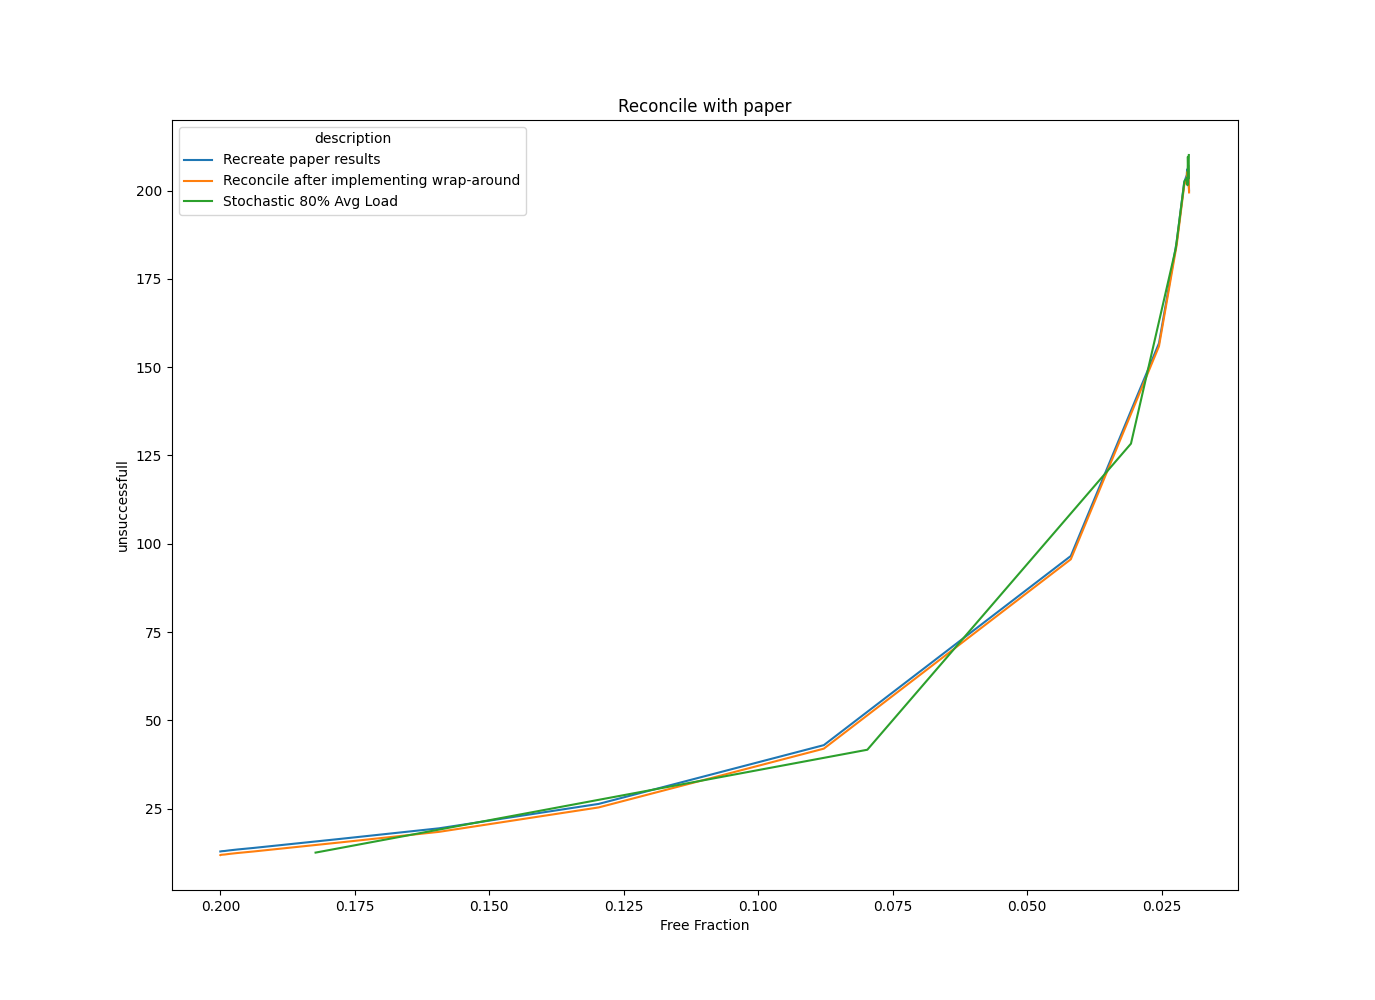 Reconcile with paper
description
Recreate paper results
Reconcile after implementing wrap-around
Stochastic 80% Avg Load
200
175
150
125
100
75
50
25
unsuccessfull
0.200
0.175
0.150
0.125
0.100
0.075
0.050
0.025
Free Fraction